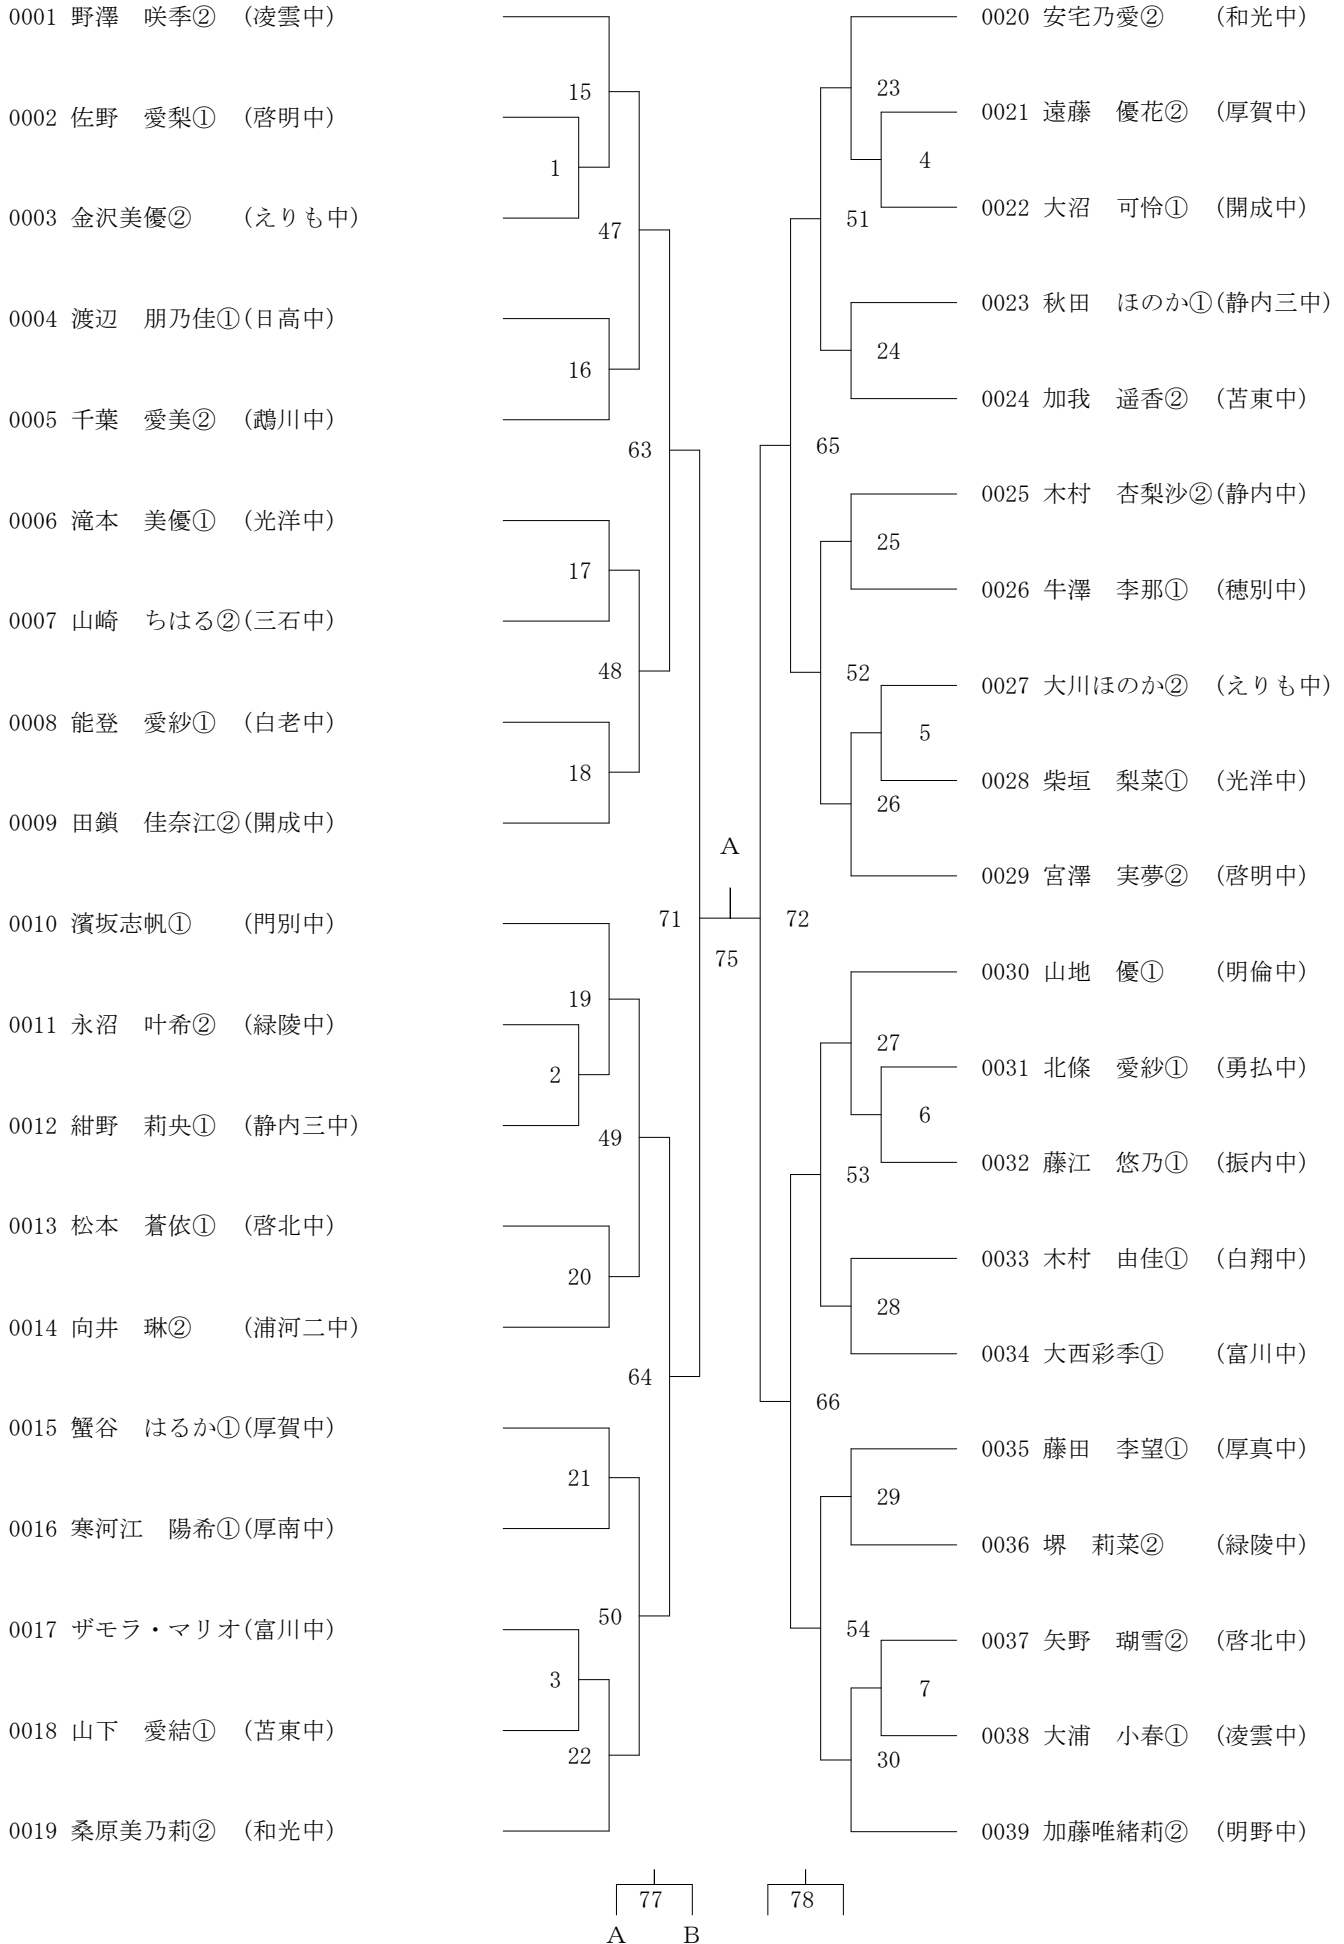 0001 野澤　咲季②　(凌雲中)
15
0002 佐野　愛梨①　(啓明中)
1
0003 金沢美優②　　(えりも中)
47
0004 渡辺　朋乃佳①(日高中)
16
0005 千葉　愛美②　(鵡川中)
63
0006 滝本　美優①　(光洋中)
17
0007 山崎　ちはる②(三石中)
48
0008 能登　愛紗①　(白老中)
18
0009 田鎖　佳奈江②(開成中)
0010 濱坂志帆①　　(門別中)
71
19
0011 永沼　叶希②　(緑陵中)
2
0012 紺野　莉央①　(静内三中)
49
0013 松本　蒼依①　(啓北中)
20
0014 向井　琳②　　(浦河二中)
64
0015 蟹谷　はるか①(厚賀中)
21
0016 寒河江　陽希①(厚南中)
50
0017 ザモラ・マリオ(富川中)
3
0018 山下　愛結①　(苫東中)
22
0019 桑原美乃莉②　(和光中)
A
75
0020 安宅乃愛②　　(和光中)
23
0021 遠藤　優花②　(厚賀中)
4
0022 大沼　可怜①　(開成中)
51
0023 秋田　ほのか①(静内三中)
24
0024 加我　遥香②　(苫東中)
65
0025 木村　杏梨沙②(静内中)
25
0026 牛澤　李那①　(穂別中)
52
0027 大川ほのか②　(えりも中)
5
0028 柴垣　梨菜①　(光洋中)
26
0029 宮澤　実夢②　(啓明中)
72
0030 山地　優①　　(明倫中)
27
0031 北條　愛紗①　(勇払中)
6
0032 藤江　悠乃①　(振内中)
53
0033 木村　由佳①　(白翔中)
28
0034 大西彩季①　　(富川中)
66
0035 藤田　李望①　(厚真中)
29
0036 堺　莉菜②　　(緑陵中)
54
0037 矢野　瑚雪②　(啓北中)
7
0038 大浦　小春①　(凌雲中)
30
0039 加藤唯緒莉②　(明野中)
77
78
A
B